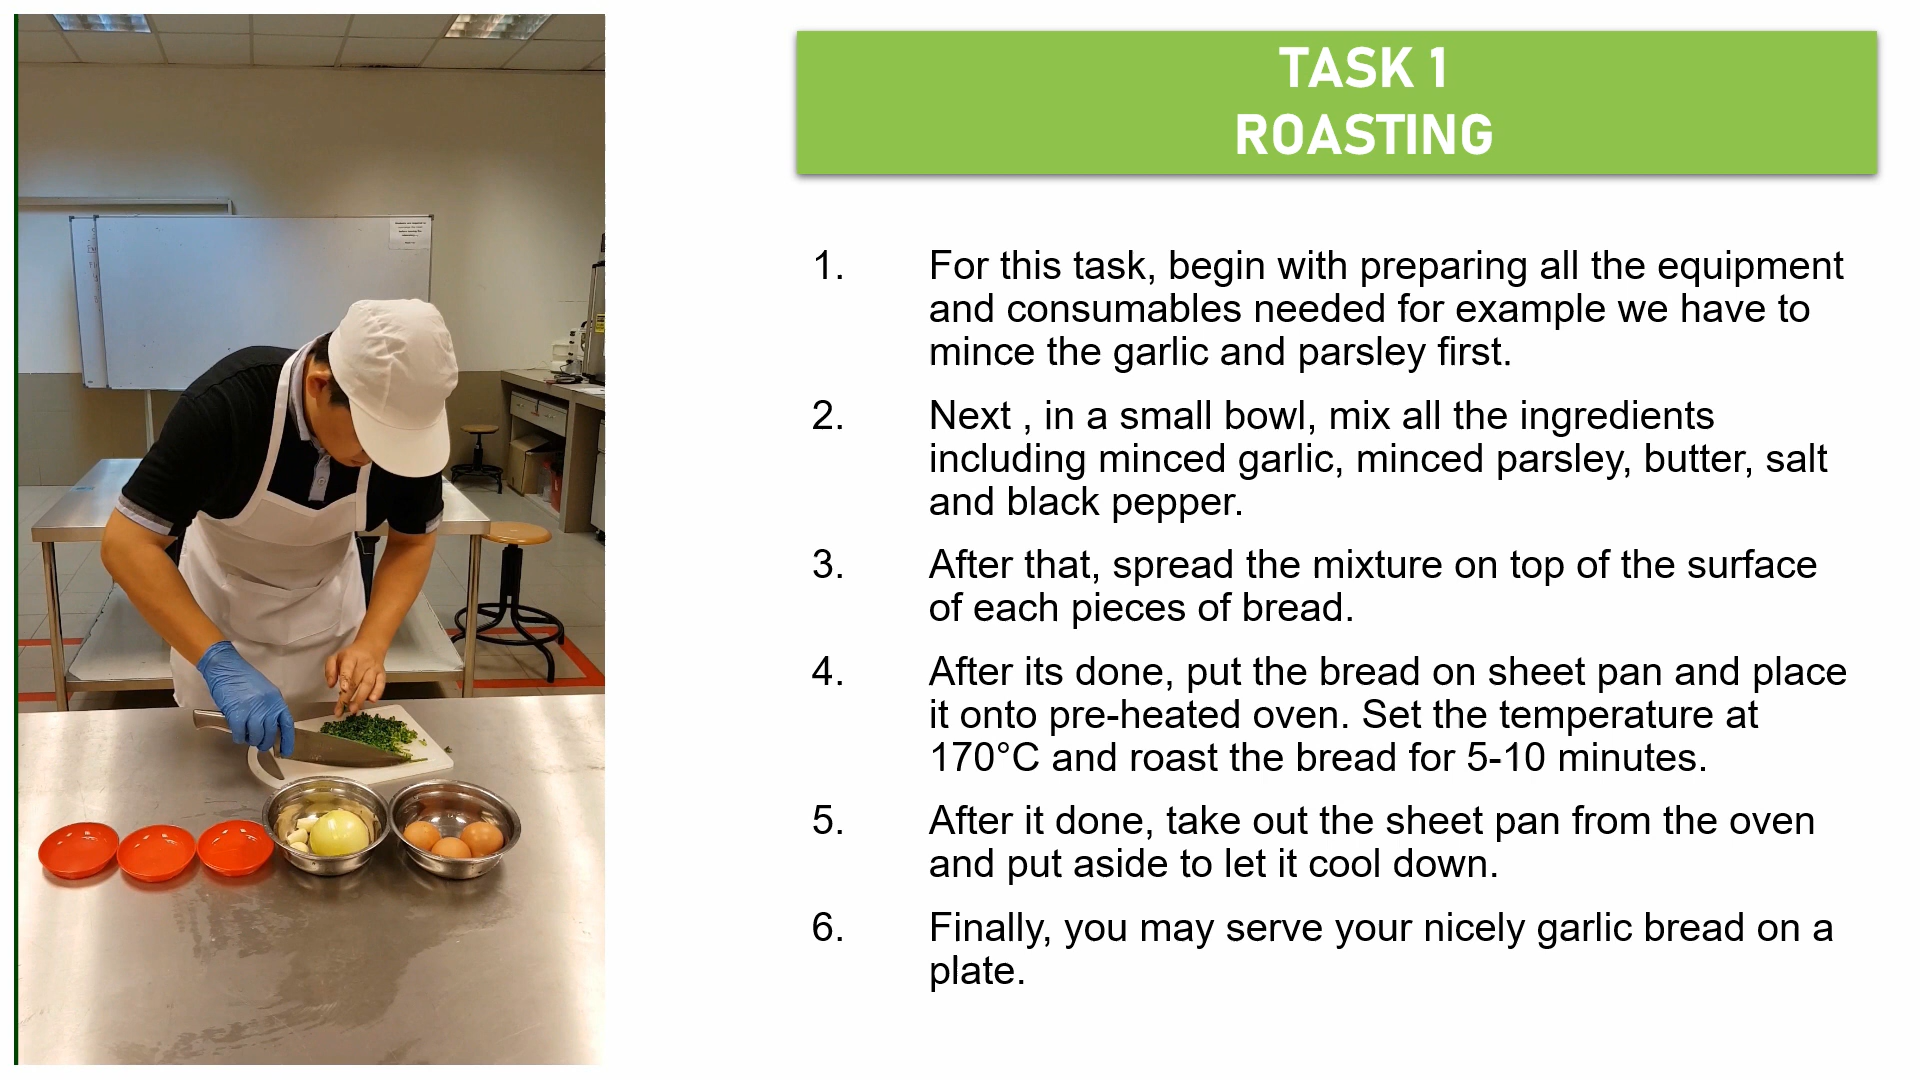 TASK 1
ROASTING
1. For this task, begin with preparing all the equipment
and consumables needed for example we have to
mince the garlic and parsley first.
2. Next , in a small bowl, mix all the ingredients
including minced garlic, minced parsley, butter, salt
and black pepper.
3. After that, spread the mixture on top of the surface
of each pieces of bread.
4. After its done, put the bread on sheet pan and place
it onto pre-heated oven. Set the temperature at
170°C and roast the bread for 5-10 minutes.
5. After it done, take out the sheet pan from the oven
and put aside to let it cool down.
6. Finally, you may serve your nicely garlic bread on a
plate.